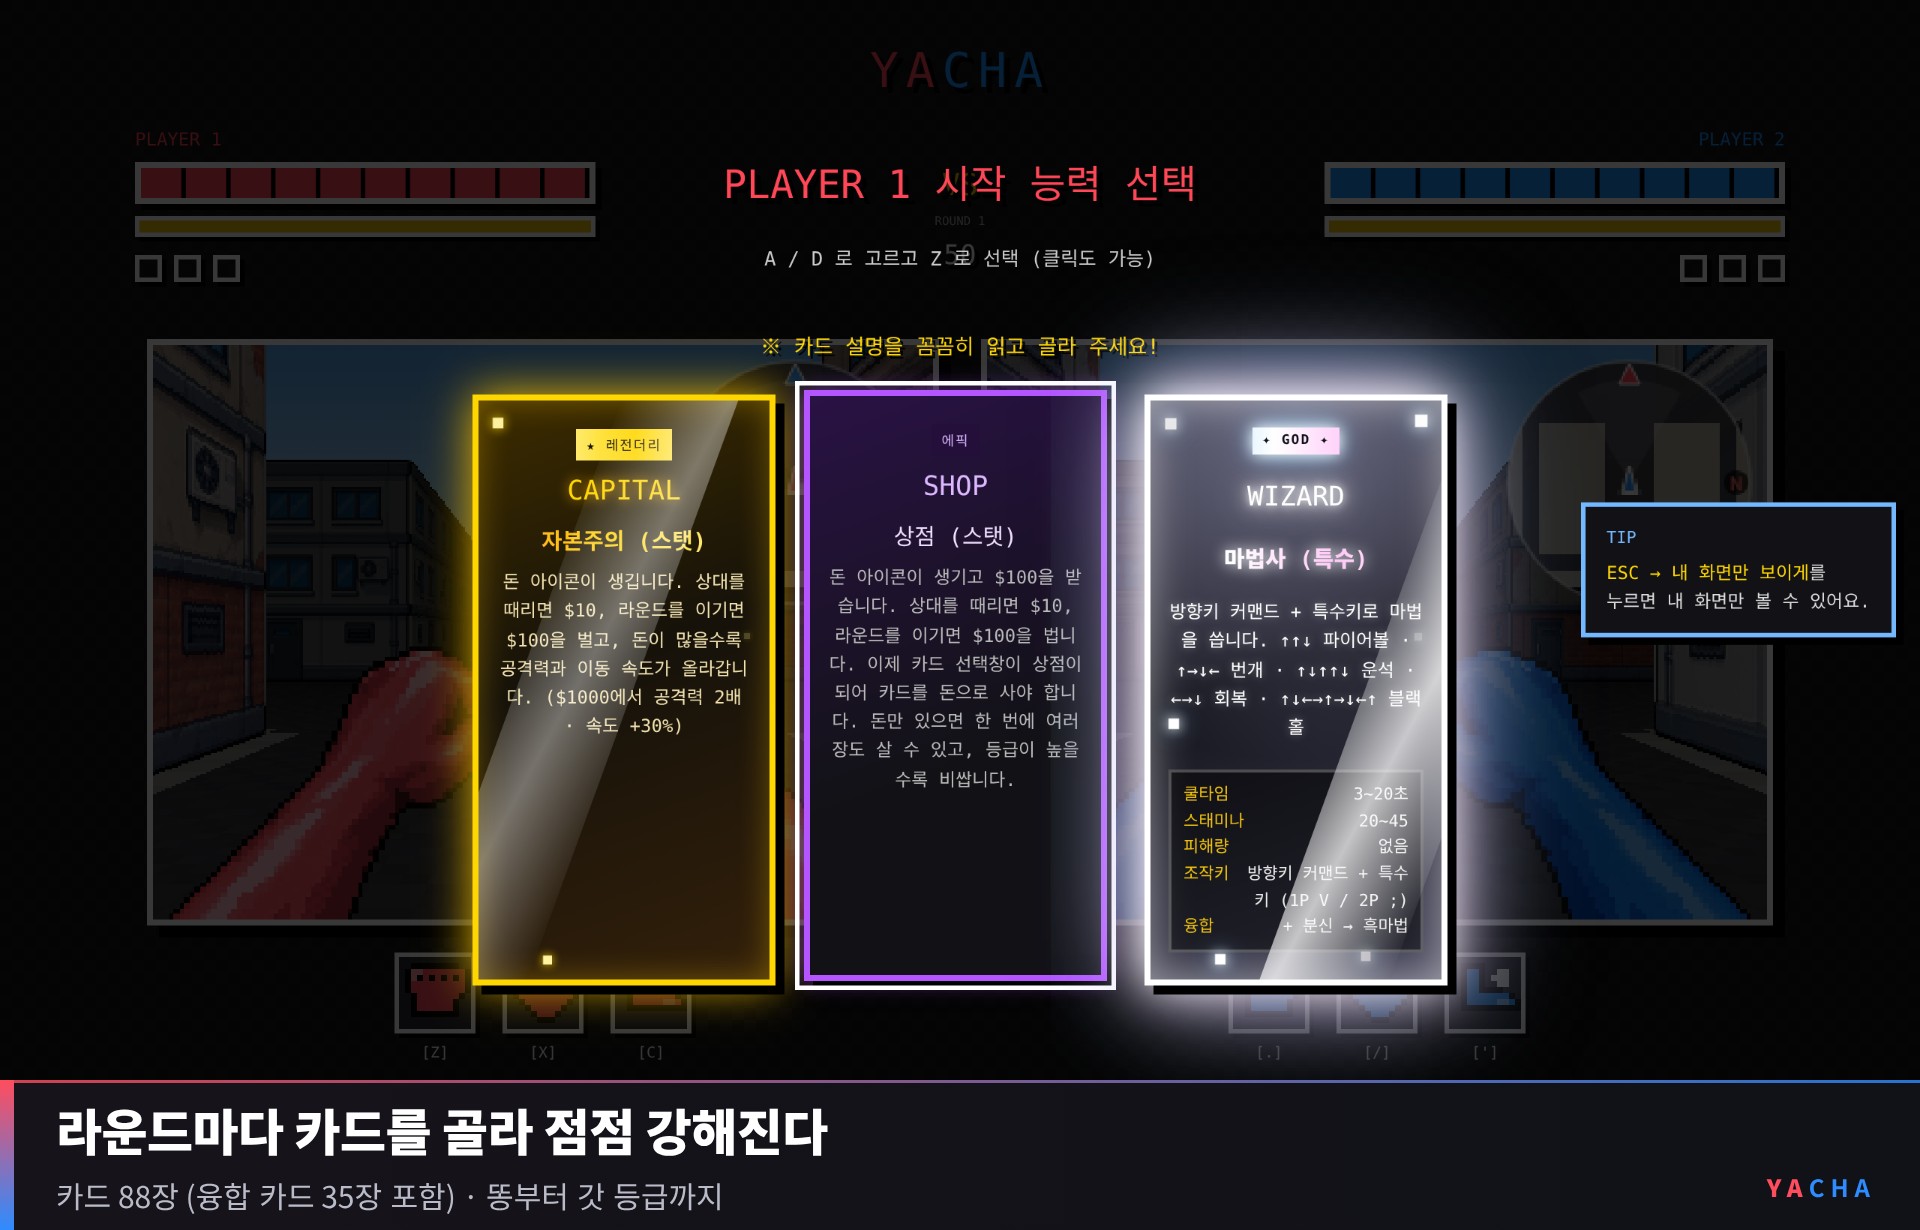 YACHA
PLAYER 1
PLAYER 2
PLAYER 1 시작 능력 선택
ROUND 1
50
A / D 로 고르고 Z 로 선택 (클릭도 가능)
※ 카드 설명을 꼼꼼히 읽고 골라 주세요!
★ 레전더리
CAPITAL
자본주의 (스탯)
돈 아이콘이 생깁니다. 상대를
때리면 $10, 라운드를 이기면
$100을 벌고, 돈이 많을수록
공격력과 이동 속도가 올라갑니
다. ($1000에서 공격력 2배
· 속도 +30%)
에픽
SHOP
상점 (스탯)
돈 아이콘이 생기고 $100을 받
습니다. 상대를 때리면 $10,
라운드를 이기면 $100을 법니
다. 이제 카드 선택창이 상점이
되어 카드를 돈으로 사야 합니
다. 돈만 있으면 한 번에 여러
장도 살 수 있고, 등급이 높을
수록 비쌉니다.
✦ GOD ✦
WIZARD
마법사 (특수)
방향키 커맨드 + 특수키로 마법
을 씁니다. ↑↑↓ 파이어볼 ·
↑→↓← 번개 · ↑↓↑↑↓ 운석 ·
←→↓ 회복 · ↑↓←→↑→↓←↑ 블랙
홀
쿨타임 3~20초
스태미나 20~45
피해량 없음
조작키 방향키 커맨드 + 특수
키 (1P V / 2P ;)
융합 + 분신 → 흑마법
N
TIP
ESC → 내 화면만 보이게를
누르면 내 화면만 볼 수 있어요.
[Z] [X] [C]
[.] [/] [']
라운드마다 카드를 골라 점점 강해진다
카드 88장 (융합 카드 35장 포함) · 똥부터 갓 등급까지
YACHA